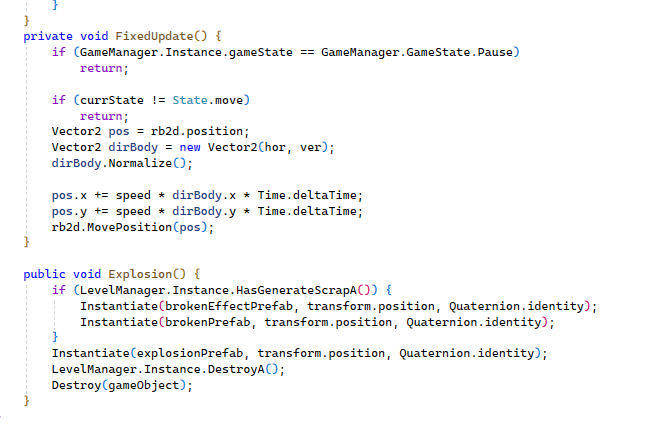 }
}
private void FixedUpdate() {
if (GameManager.Instance.gameState == GameManager.GameState.Pause)
return;
if (currState != State.move)
return;
Vector2 pos = rb2d.position;
Vector2 dirBody = new Vector2(hor, ver);
dirBody.Normalize();
pos.x += speed * dirBody.x * Time.deltaTime;
pos.y += speed * dirBody.y * Time.deltaTime;
rb2d.MovePosition(pos);
}
public void Explosion() {
if (LevelManager.Instance.HasGenerateScrapA()) {
Instantiate(brokenEffectPrefab, transform.position, Quaternion.identity);
Instantiate(brokenPrefab, transform.position, Quaternion.identity);
}
Instantiate(explosionPrefab, transform.position, Quaternion.identity);
LevelManager.Instance.DestroyA();
Destroy(gameObject);
}